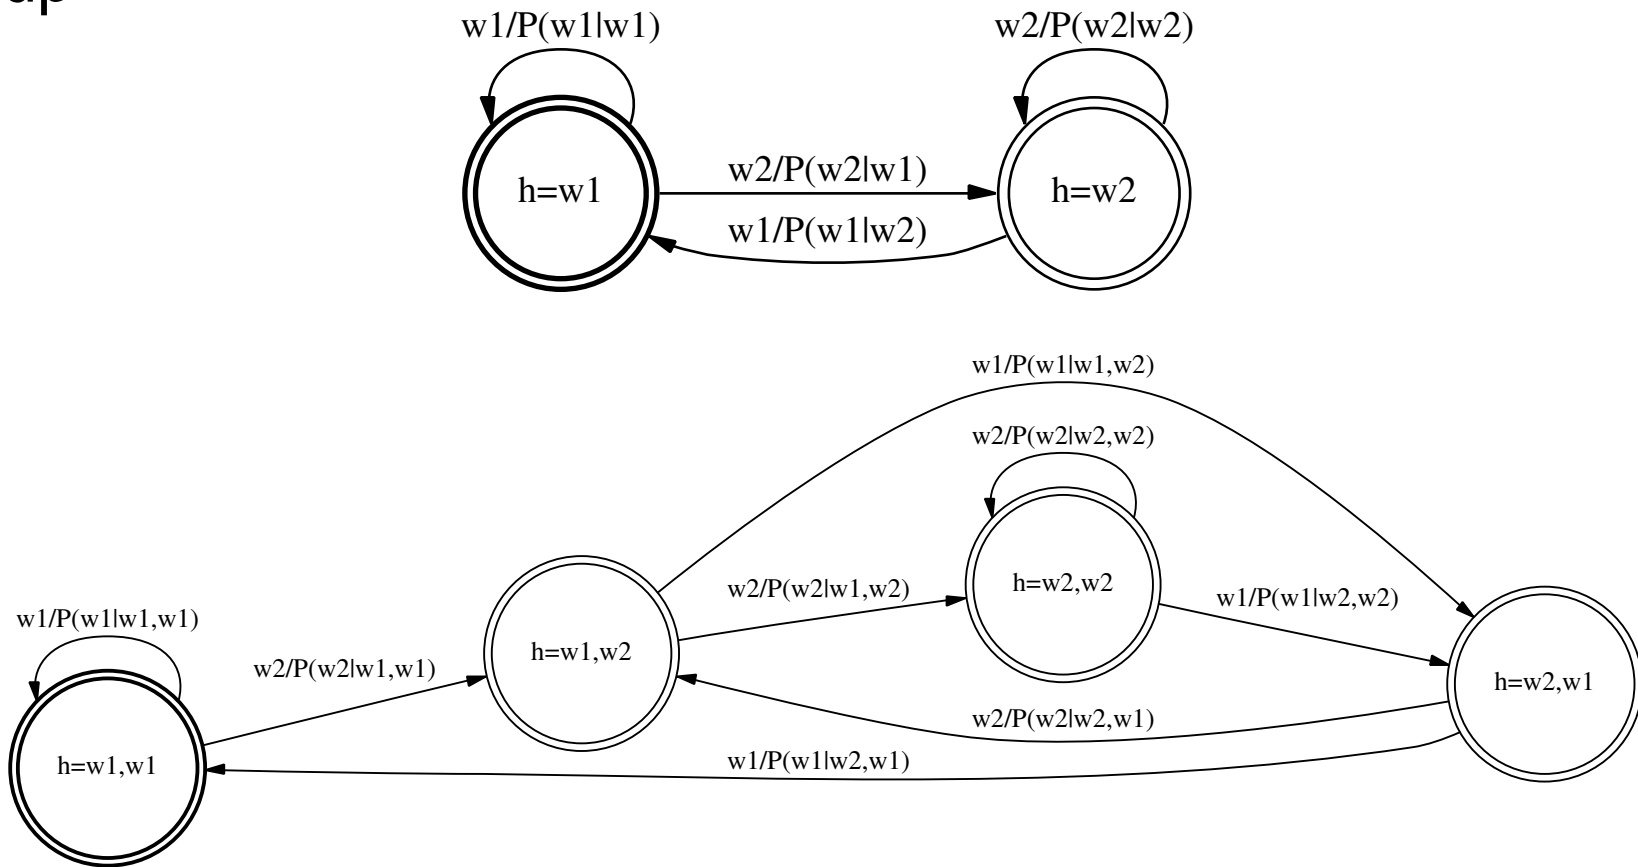 w1/P(w1|w1) w2/P(w2|w2)
h=w1 w2/P(w2|w1) h=w2
w1/P(w1|w2)
w1/P(w1|w1,w2)
w2/P(w2|w2,w2)
w2/P(w2|w1,w2) h=w2,w2 w1/P(w1|w2,w2)
w1/P(w1|w1,w1) w2/P(w2|w1,w1) h=w1,w2 h=w2,w1
w2/P(w2|w2,w1)
h=w1,w1 w1/P(w1|w2,w1)